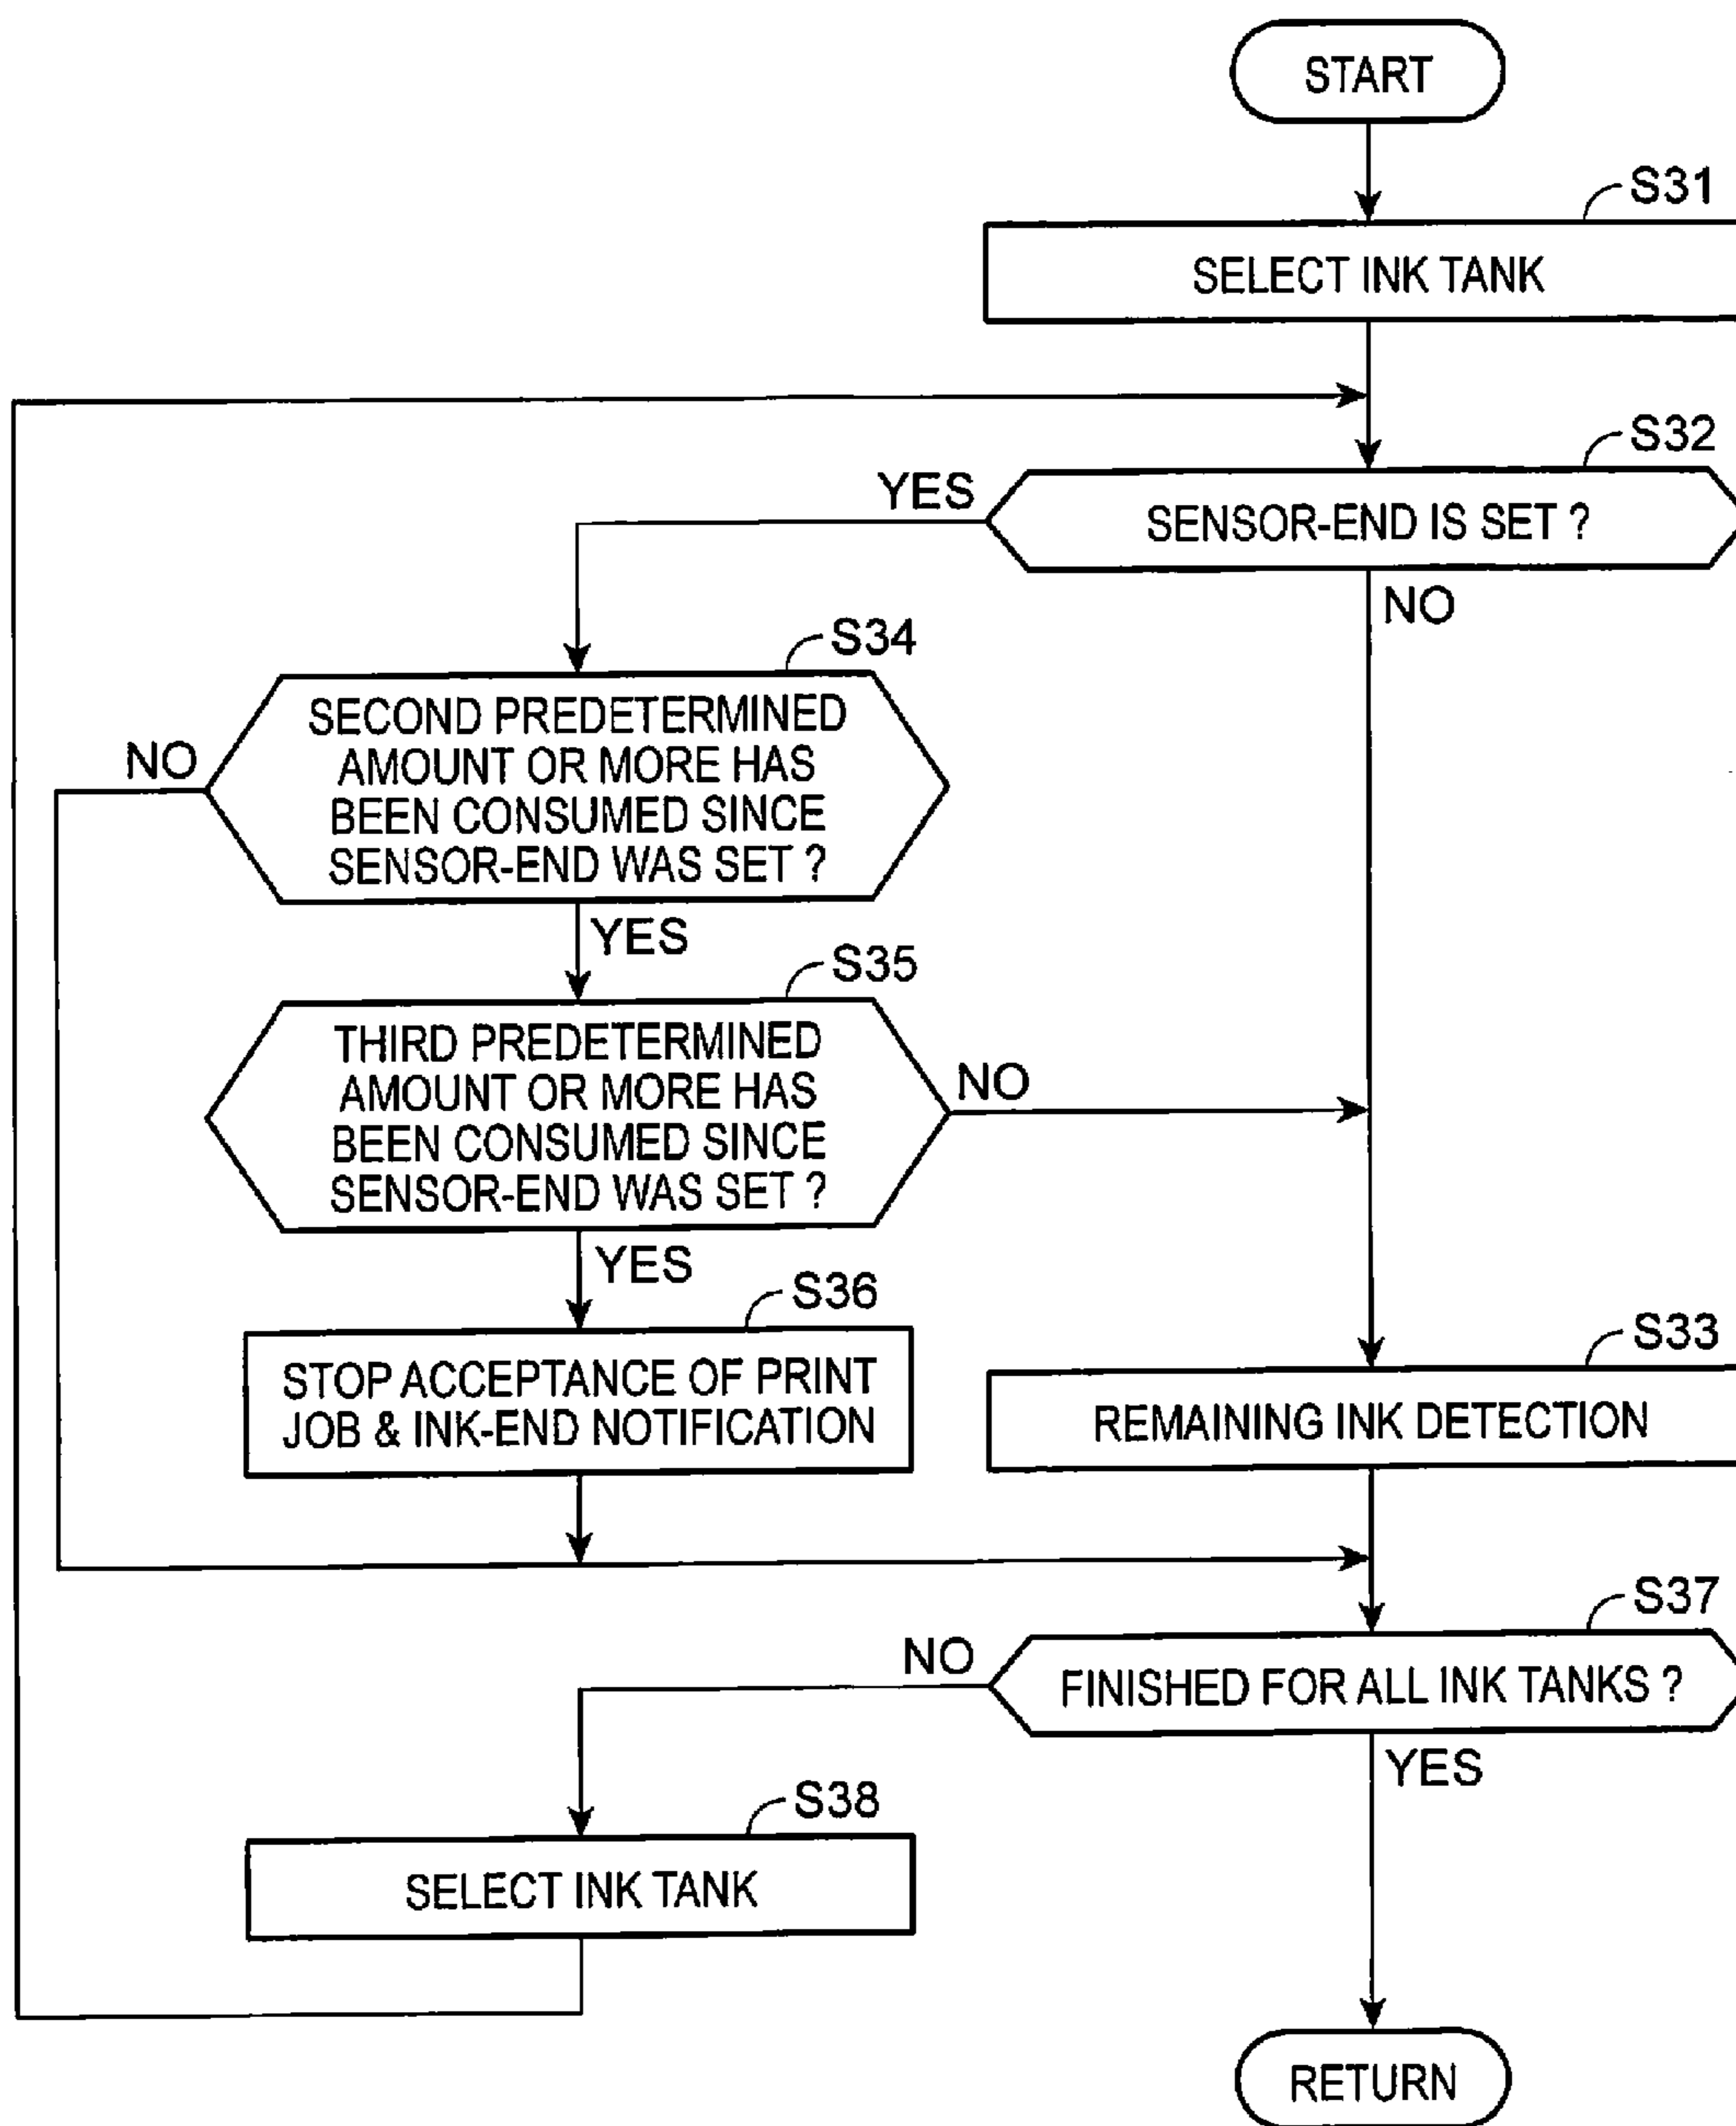 START
S31
SELECT INK TANK
S32
YES
SENSOR-END IS SET ?
NO
S34
SECOND PREDETERMINED
AMOUNT OR MORE HAS
BEEN CONSUMED SINCE
SENSOR-END WAS SET ?
NO
YES
S35
THIRD PREDETERMINED
AMOUNT OR MORE HAS
BEEN CONSUMED SINCE
SENSOR-END WAS SET ?
NO
YES
S36
STOP ACCEPTANCE OF PRINT
JOB & INK-END NOTIFICATION
S33
REMAINING INK DETECTION
S37
NO
FINISHED FOR ALL INK TANKS ?
YES
S38
SELECT INK TANK
RETURN